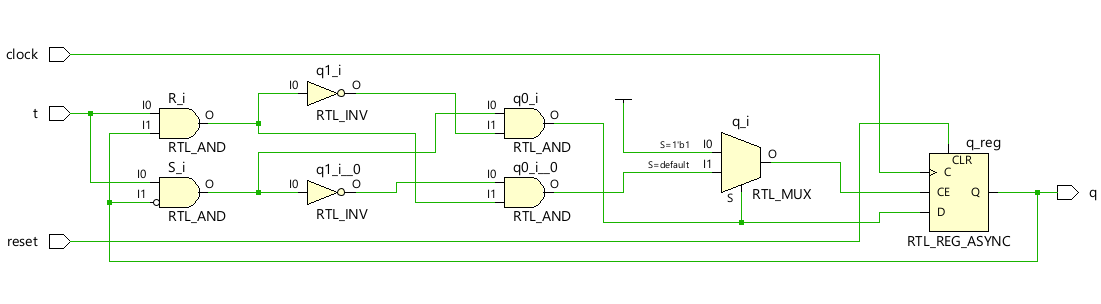 clock
q1_i
I0
O
RTL_INV
t
R_i
I0
I1
O
RTL_AND
q0_i
I0
I1
O
RTL_AND
q_i
S=1'b1
I0
S=default
I1
O
S
RTL_MUX
q_reg
CLR
C
CE
Q
D
RTL_REG_ASYNC
q
S_i
I0
I1
O
RTL_AND
q1_i__0
I0
O
RTL_INV
q0_i__0
I0
I1
O
RTL_AND
reset